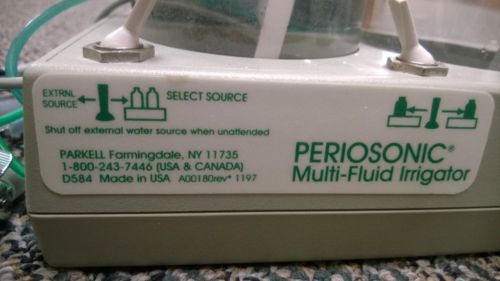 EXTRNL
SOURCE
SELECT SOURCE
Shut off external water source when unattended
PARKELL Farmingdale, NY 11735
1-800-243-7446 (USA & CANADA)
D584 Made in USA A00180rev* 1197
PERIOSONIC®
Multi-Fluid Irrigator